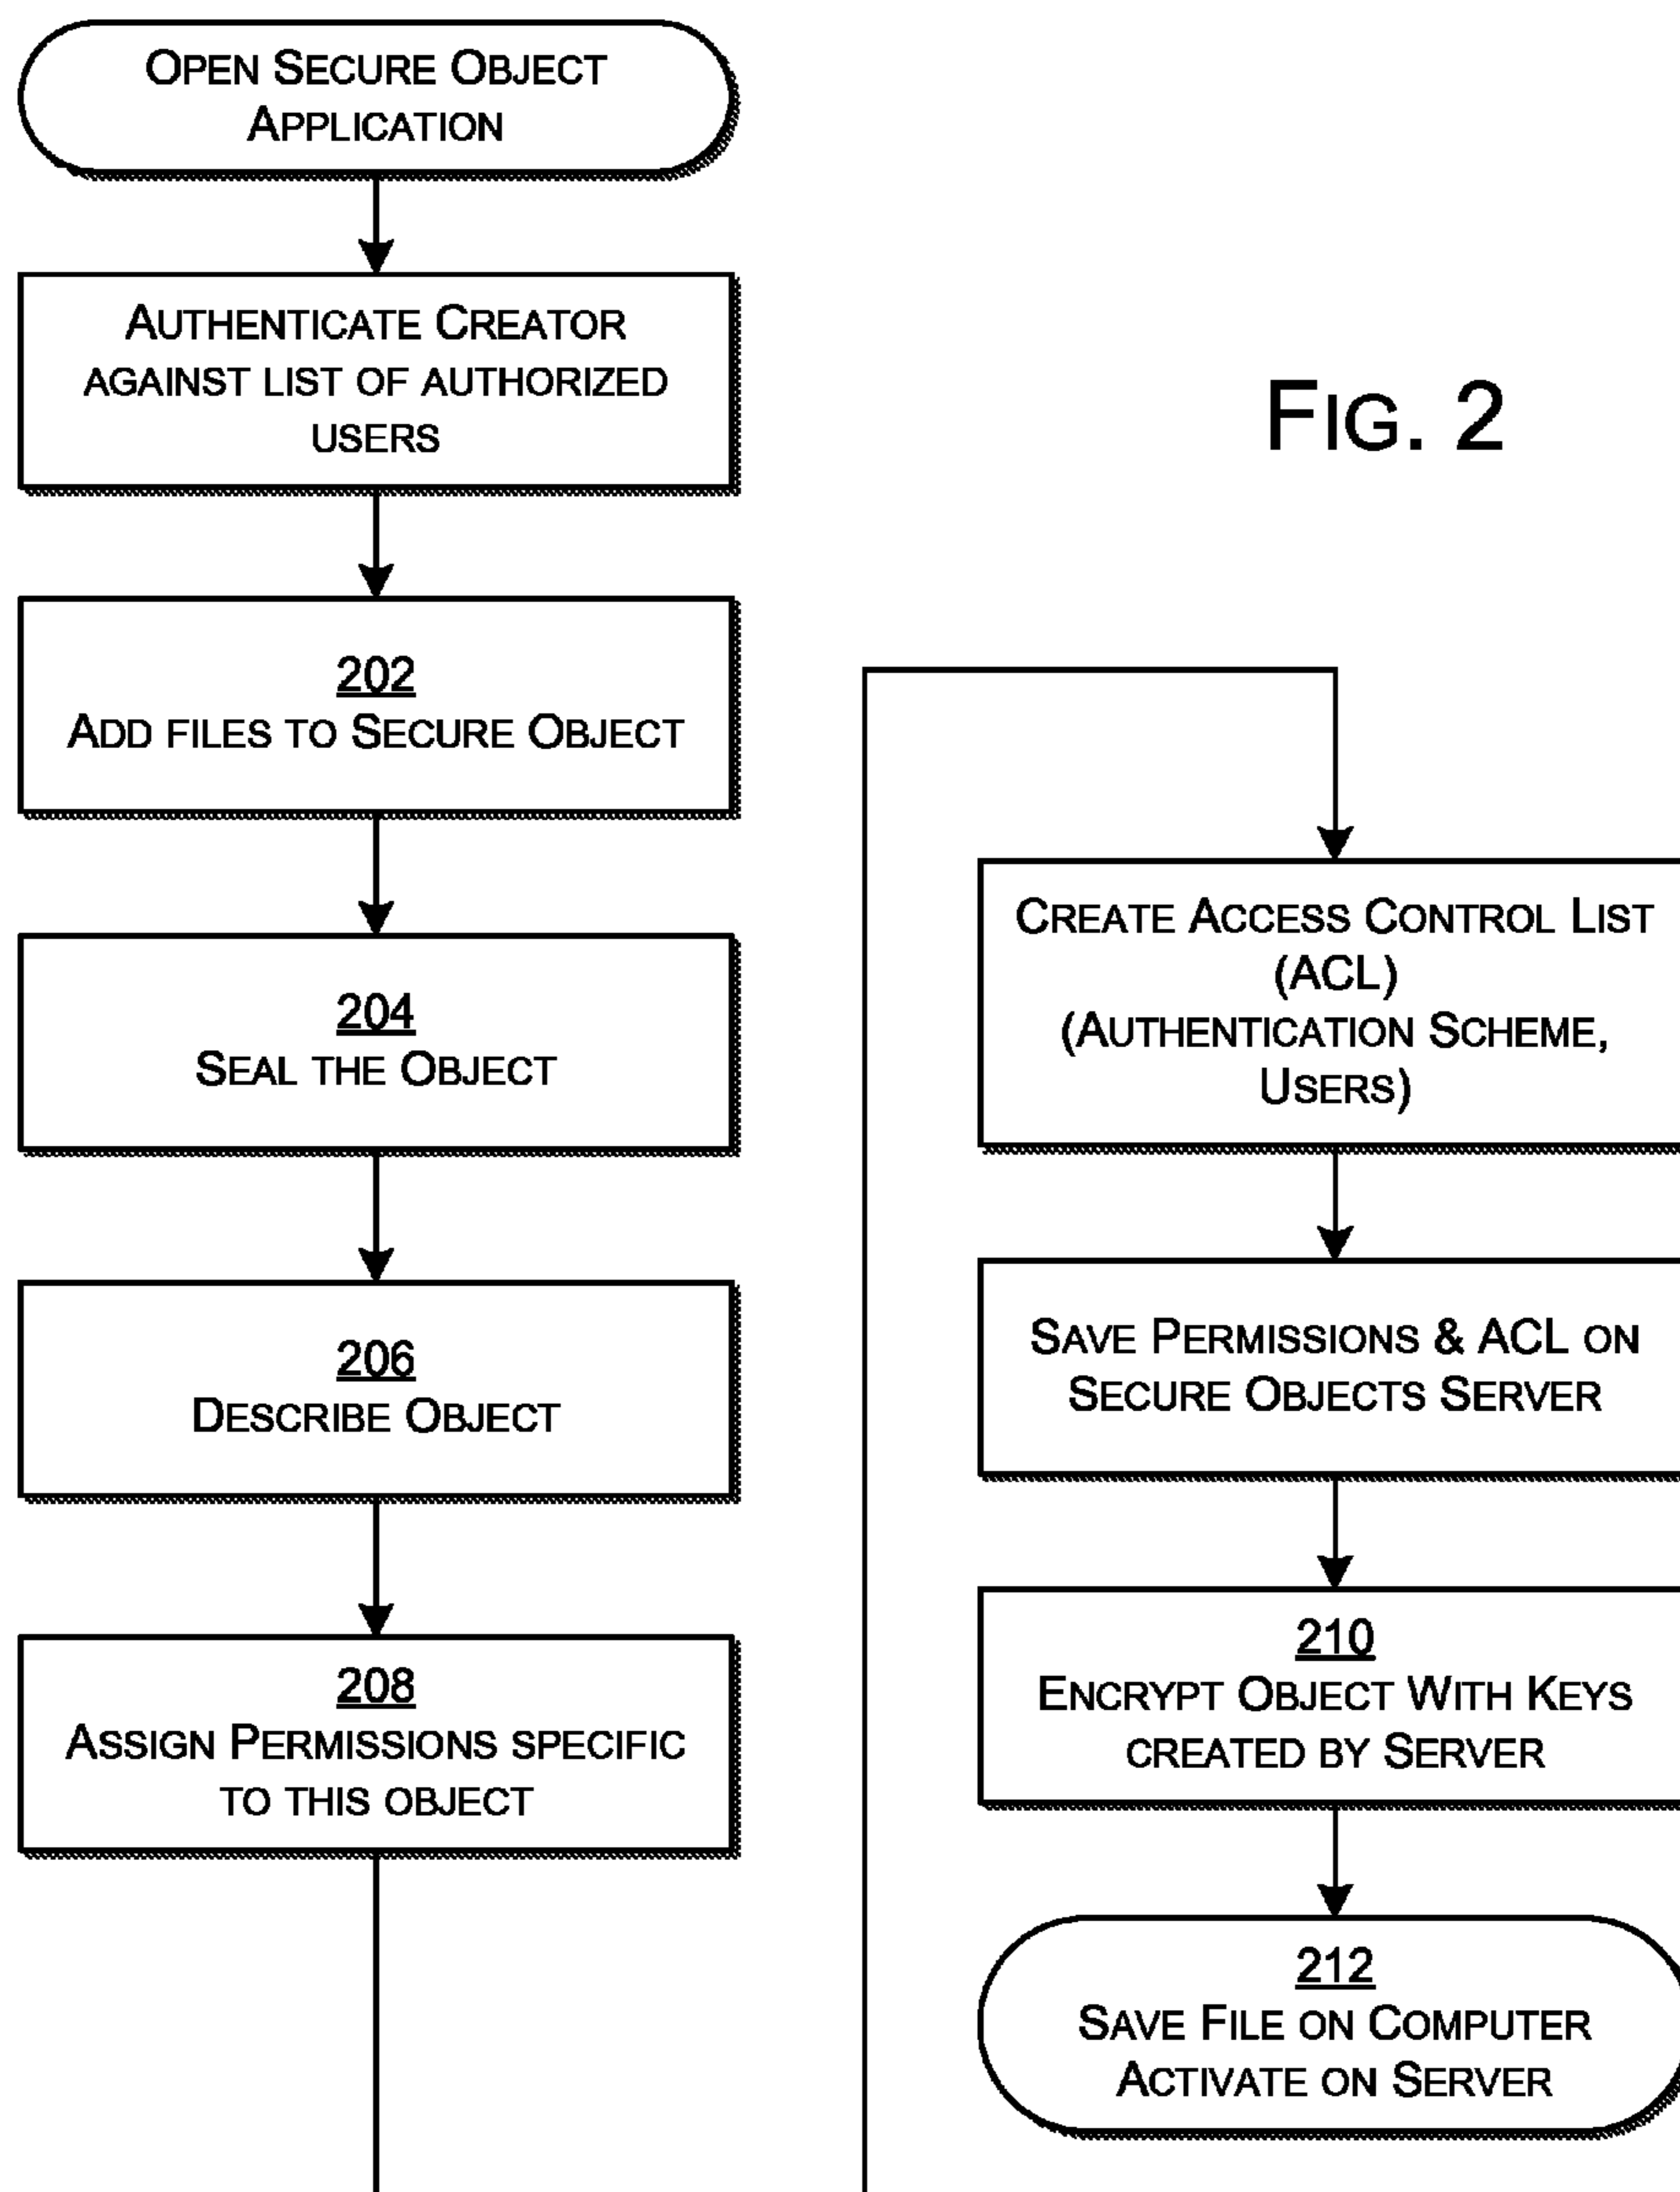 Open Secure Object
Application
Authenticate Creator
against list of authorized
users
202
Add files to Secure Object
204
Seal the Object
206
Describe Object
208
Assign Permissions specific
to this object
Fig. 2
Create Access Control List
(ACL)
(Authentication Scheme,
Users)
Save Permissions & ACL on
Secure Objects Server
210
Encrypt Object With Keys
created by Server
212
Save File on Computer
Activate on Server